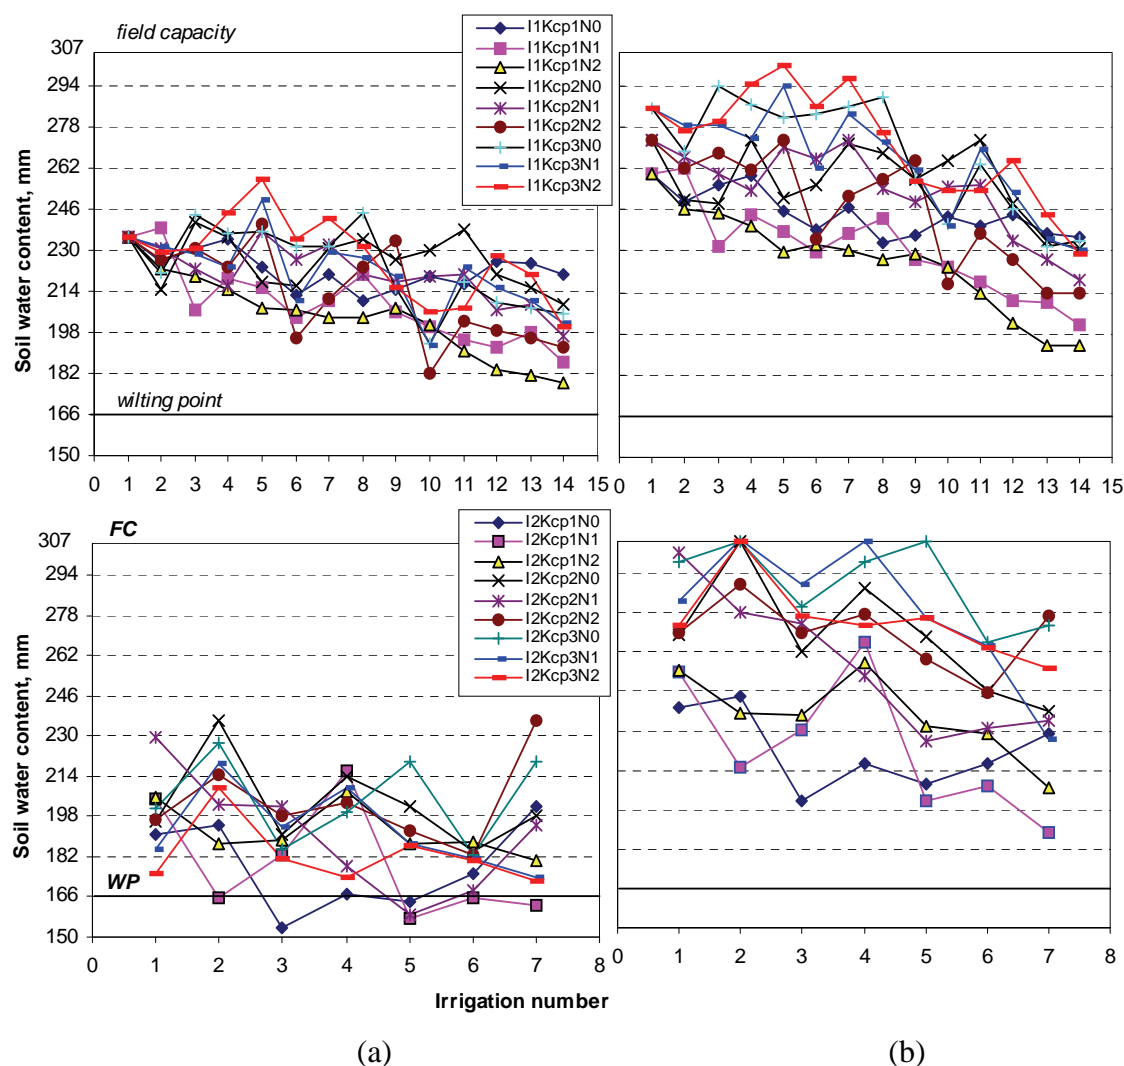 field capacity
307
294
278
262
246
230
214
198
182
166
150
Soil water content, mm
wilting point
I1Kcp1N0
I1Kcp1N1
I1Kcp1N2
I1Kcp2N0
I1Kcp2N1
I1Kcp2N2
I1Kcp3N0
I1Kcp3N1
I1Kcp3N2
0 1 2 3 4 5 6 7 8 9 10 11 12 13 14 15
0 1 2 3 4 5 6 7 8 9 10 11 12 13 14 15
FC
307
294
278
262
246
230
214
198
182
166
150
Soil water content, mm
WP
I2Kcp1N0
I2Kcp1N1
I2Kcp1N2
I2Kcp2N0
I2Kcp2N1
I2Kcp2N2
I2Kcp3N0
I2Kcp3N1
I2Kcp3N2
0 1 2 3 4 5 6 7 8
0 1 2 3 4 5 6 7 8
Irrigation number
(a) (b)